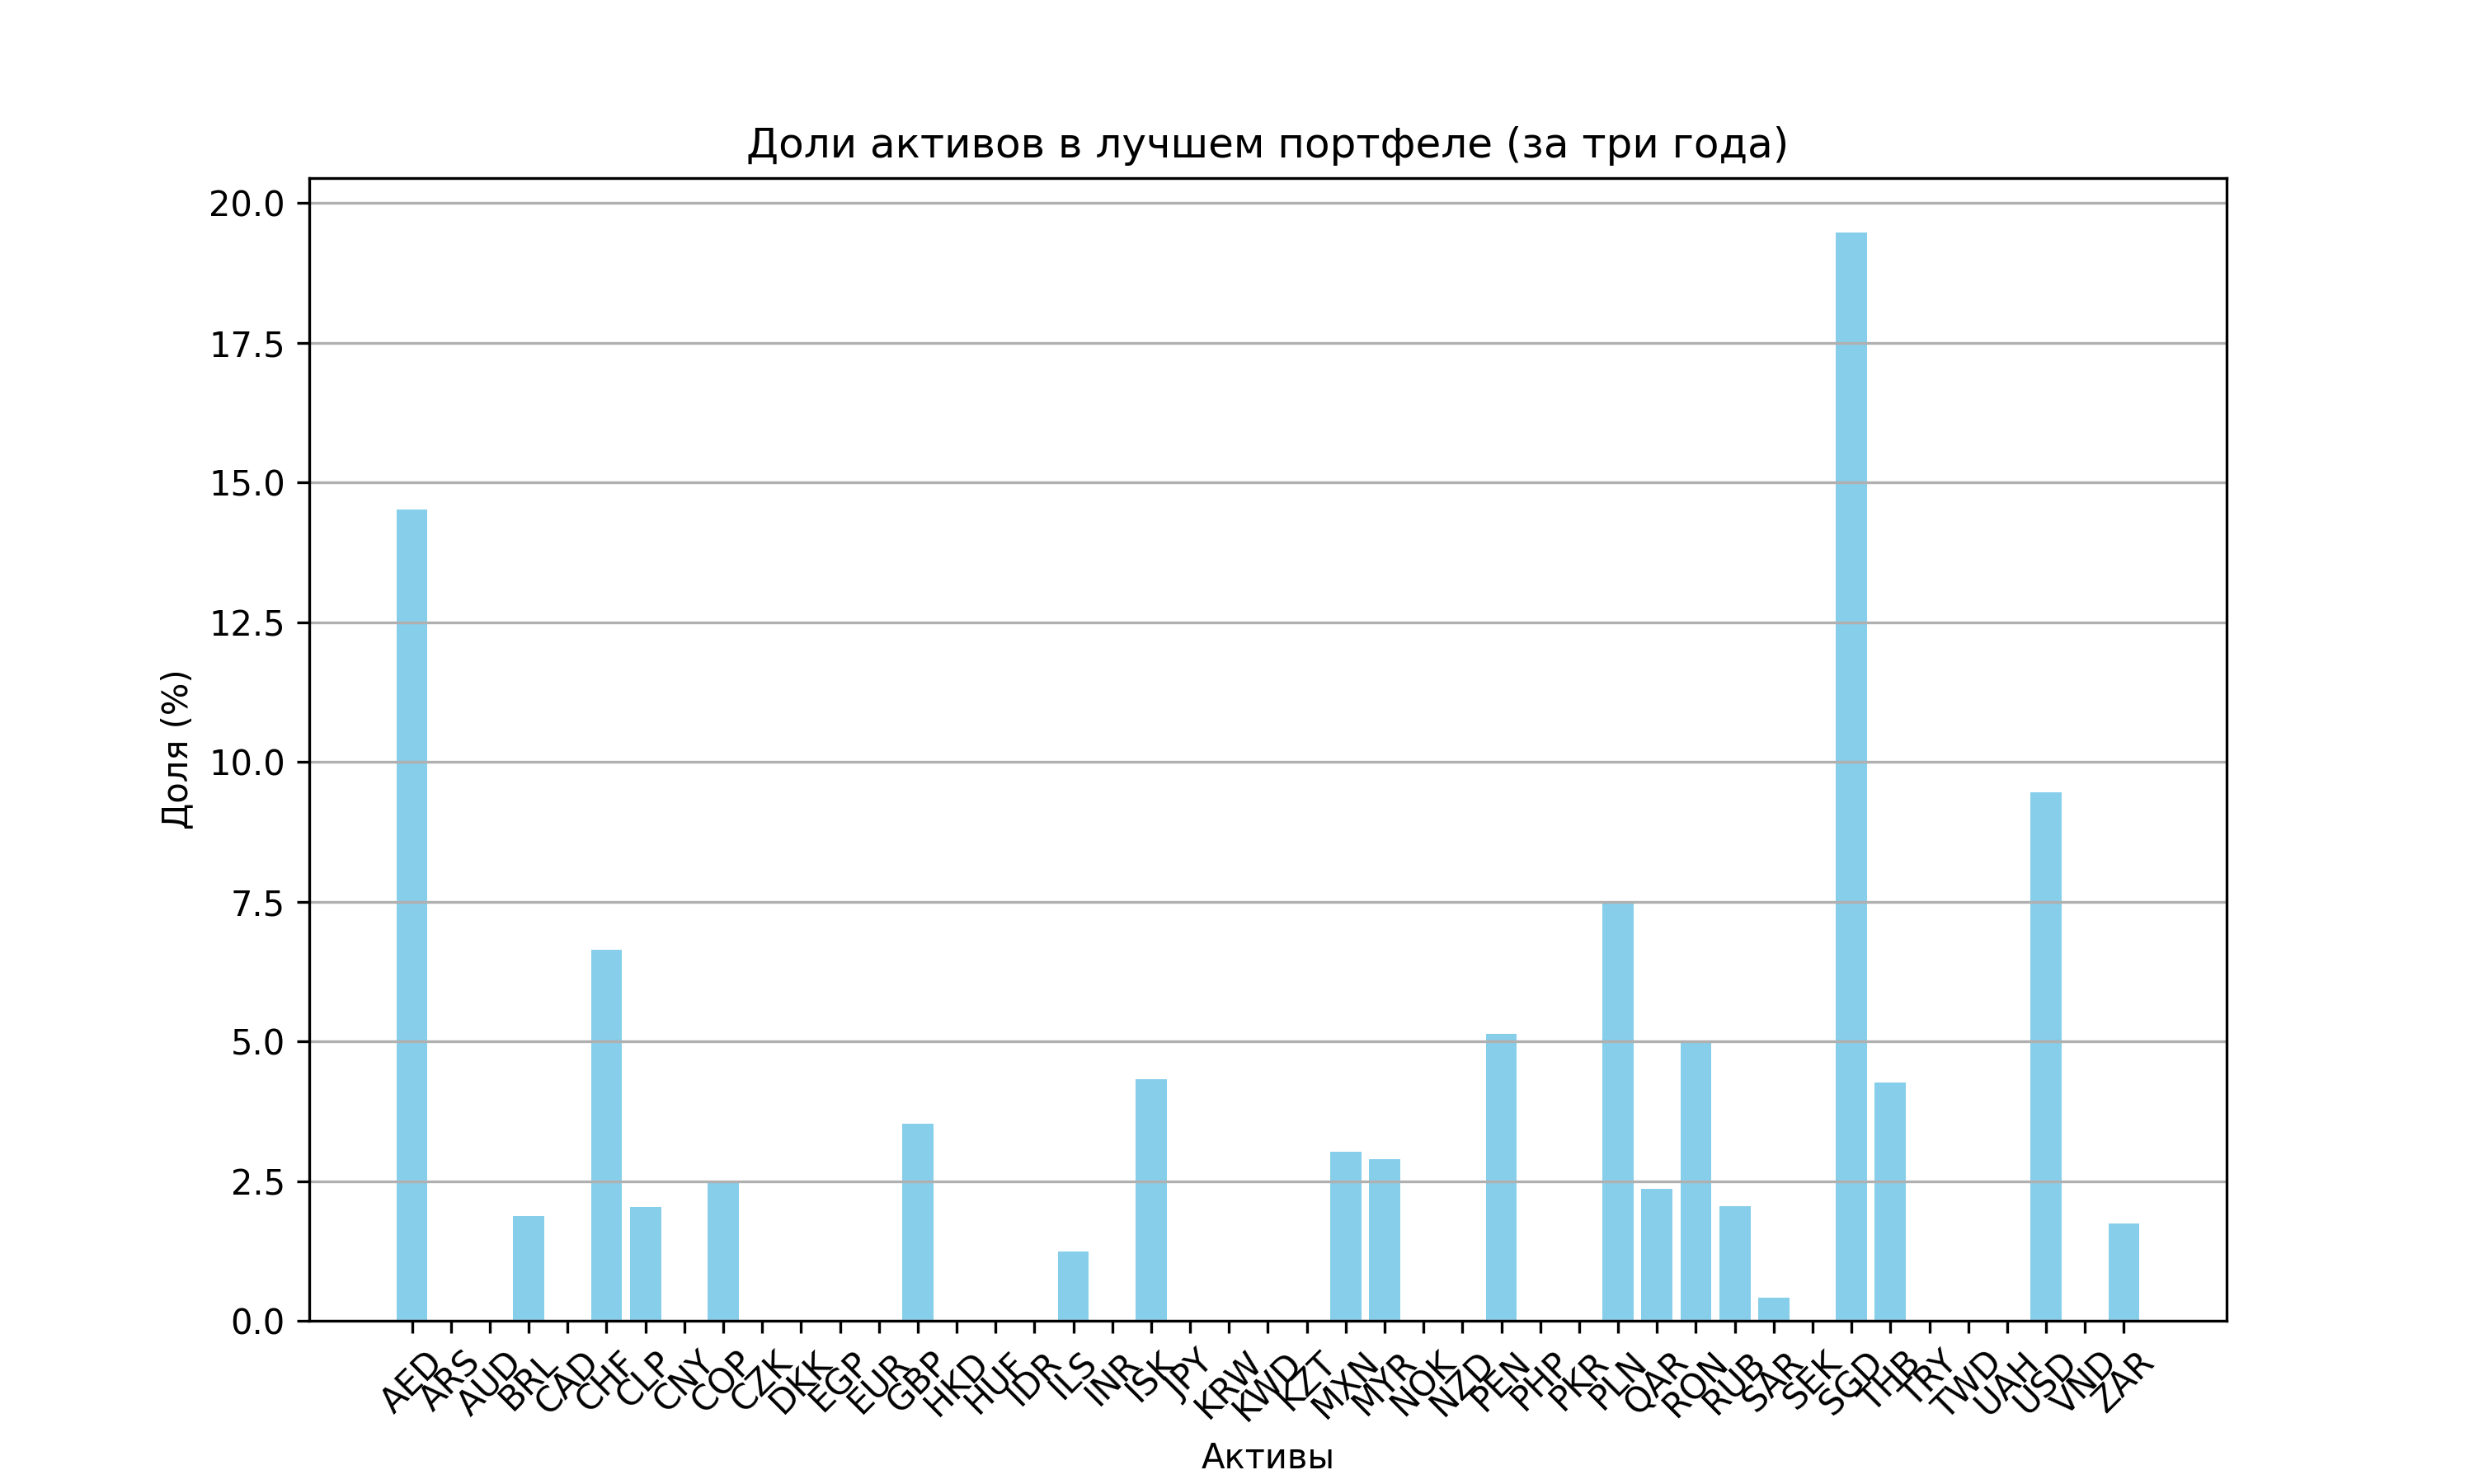 Доли активов в лучшем портфеле (за три года)
20.0
17.5
15.0
12.5
10.0
7.5
5.0
2.5
0.0
Доля (%)
AED ARS AUD BRL CAD CHF CLP CNY COP CZK DKK EGP EUR GBP HKD HUF IDR ILS INR ISK JPY KRW KWD KZT MXN MYR NOK NZD PEN PHP PKR PLN QAR RON RUB SAR SEK SGD THB TRY TWD UAH USD VND ZAR
Активы